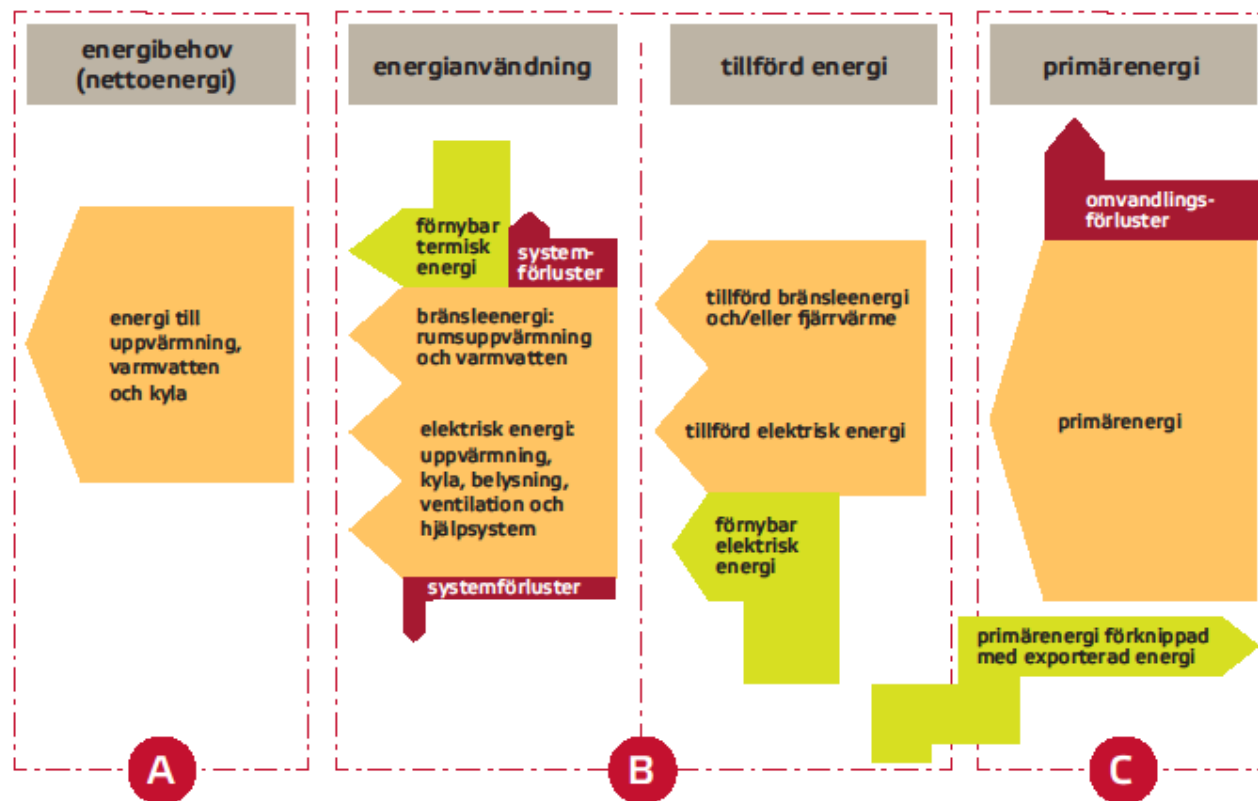 energibehov
(nettoenergi)
energi till
uppvärmning,
varmvatten
och kyla
A
energianvändning
förnybar
termisk
energi
system-
förluster
bränsleenergi:
rumsuppvärmning
och varmvatten
elektrisk energi:
uppvärmning,
kyla, belysning,
ventilation och
hjälpsystem
systemförluster
B
tillförd energi
tillförd bränsleenergi
och/eller fjärrvärme
tillförd elektrisk energi
förnybar
elektrisk
energi
primärenergi
omvandlings-
förluster
primärenergi
primärenergi förknippad
med exporterad energi
C